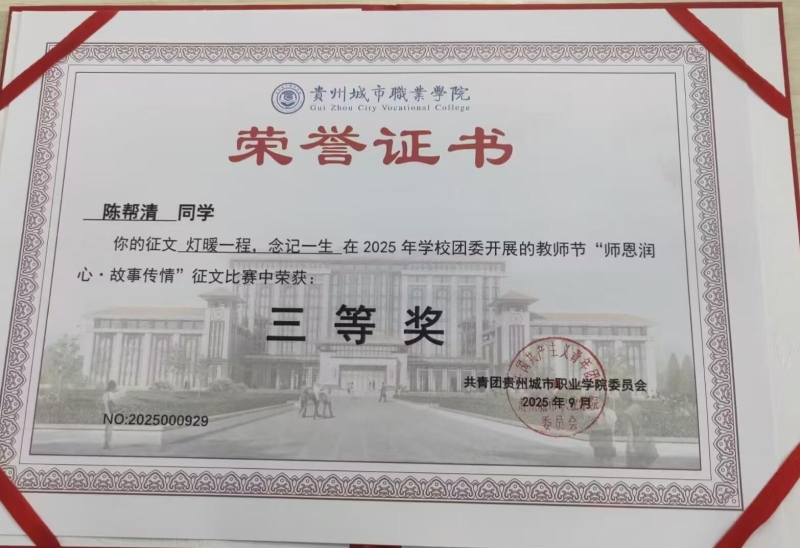 貴州城市職業學院
Gui Zhou City Vocational College
荣誉证书
陈帮清 同学
你的征文 灯暖一程，念记一生 在 2025 年学校团委开展的教师节“师恩润
心·故事传情”征文比赛中荣获：
三等奖
共青团贵州城市职业学院委员会
2025 年 9 月
NO:2025000929
委员会